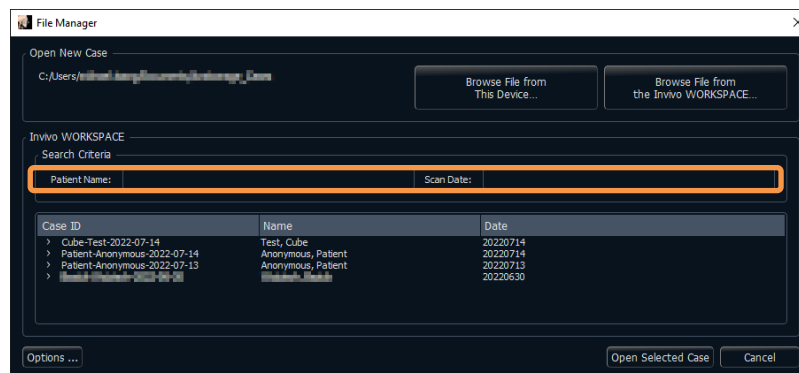 File Manager
Open New Case
C:/Users/
Browse File from
This Device...
Browse File from
the Invivo WORKSPACE...
Invivo WORKSPACE
Search Criteria
Patient Name:
Scan Date:
Case ID Name Date
Cube-Test-2022-07-14 Test, Cube 20220714
Patient-Anonymous-2022-07-14 Anonymous, Patient 20220714
Patient-Anonymous-2022-07-13 Anonymous, Patient 20220713
20220630
Options ... Open Selected Case Cancel